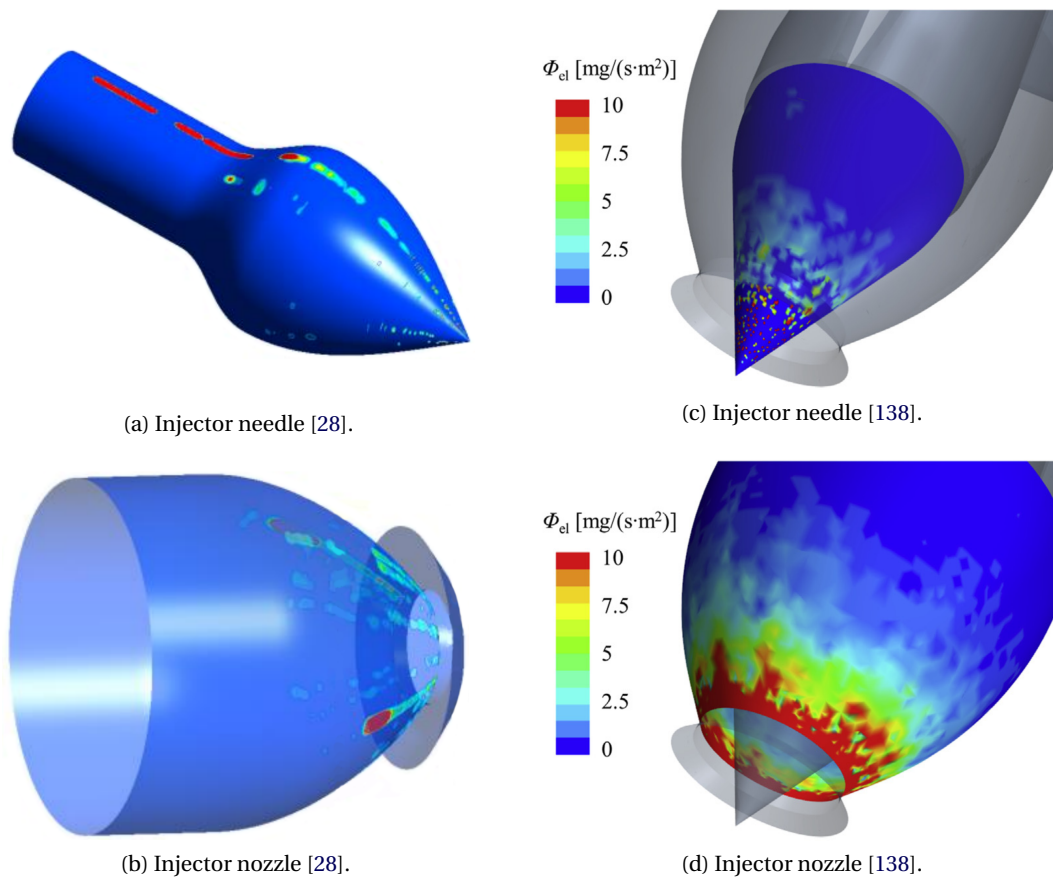 (a) Injector needle [28].
Φel [mg/(s·m²)]
10
7.5
5
2.5
0
(c) Injector needle [138].
(b) Injector nozzle [28].
Φel [mg/(s·m²)]
10
7.5
5
2.5
0
(d) Injector nozzle [138].